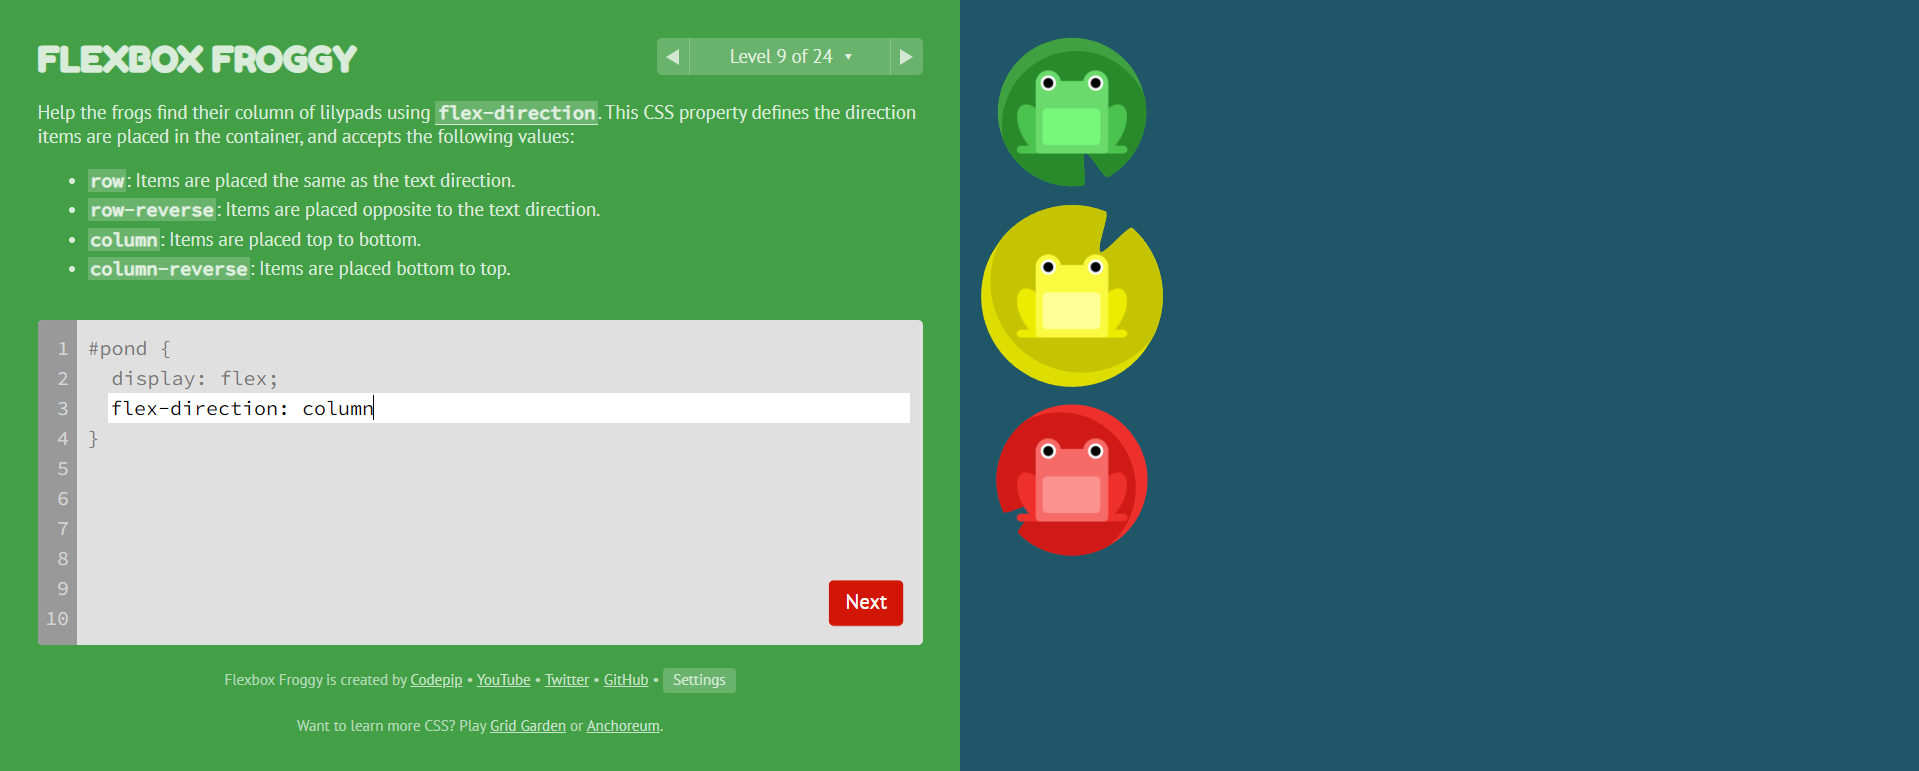 FLEXBOX FROGGY
Level 9 of 24
Help the frogs find their column of lilypads using flex-direction. This CSS property defines the direction
items are placed in the container, and accepts the following values:
• row: Items are placed the same as the text direction.
• row-reverse: Items are placed opposite to the text direction.
• column: Items are placed top to bottom.
• column-reverse: Items are placed bottom to top.
1 #pond {
2 display: flex;
3 flex-direction: column
4 }
5
6
7
8
9
10
Next
Flexbox Froggy is created by Codepip • YouTube • Twitter • GitHub • Settings
Want to learn more CSS? Play Grid Garden or Anchoreum.